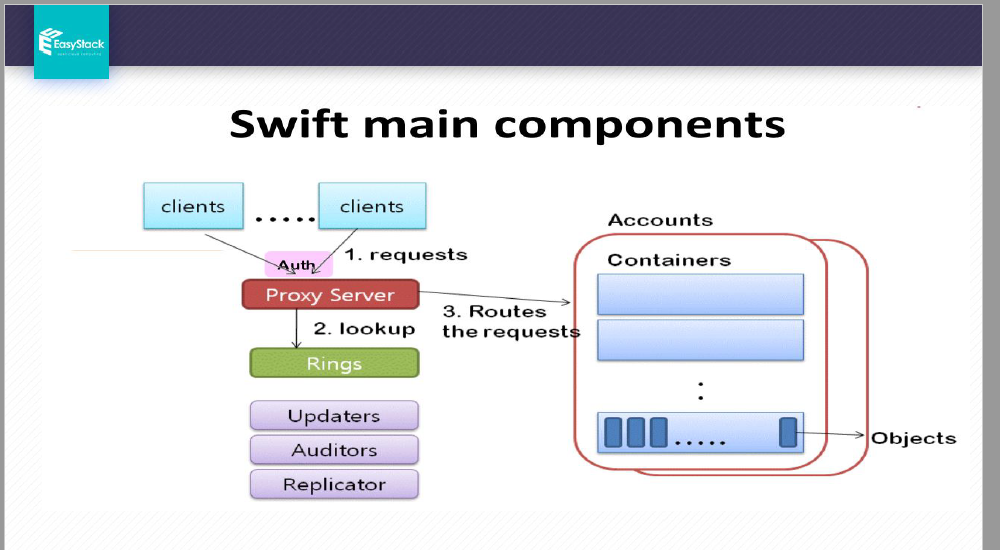 EasyStack
Swift main components
clients
.....
clients
Auth
1. requests
Proxy Server
2. lookup
3. Routes
the requests
Rings
Updaters
Auditors
Replicator
Accounts
Containers
:
.....
Objects